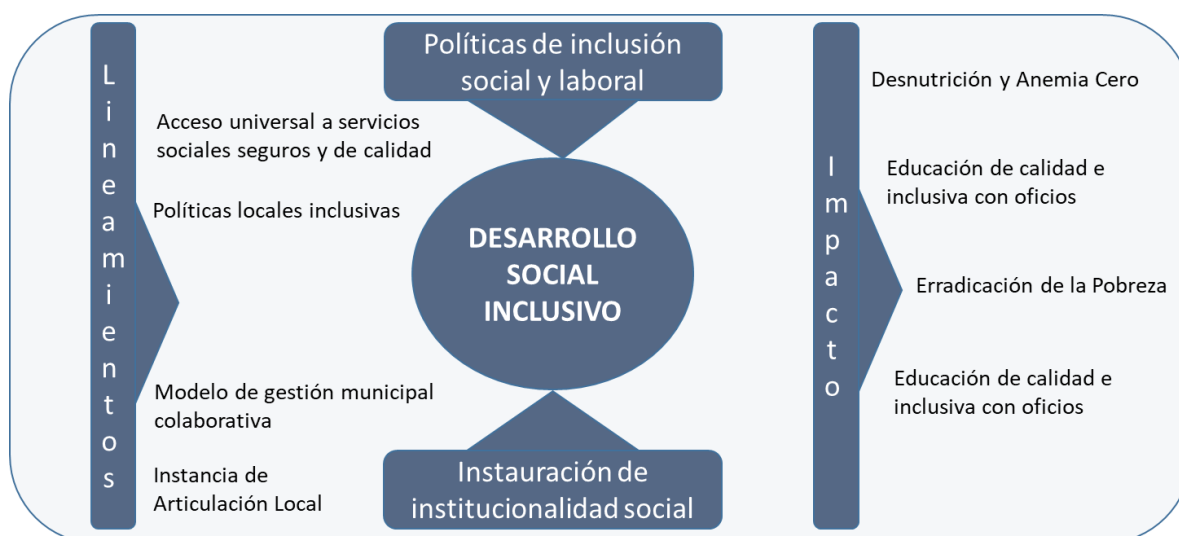 Lineamientos
Acceso universal a servicios
sociales seguros y de calidad
Políticas locales inclusivas
Modelo de gestión municipal
colaborativa
Instancia de
Articulación Local
Políticas de inclusión
social y laboral
DESARROLLO
SOCIAL
INCLUSIVO
Instauración de
institucionalidad social
Impacto
Desnutrición y Anemia Cero
Educación de calidad e
inclusiva con oficios
Erradicación de la Pobreza
Educación de calidad e
inclusiva con oficios